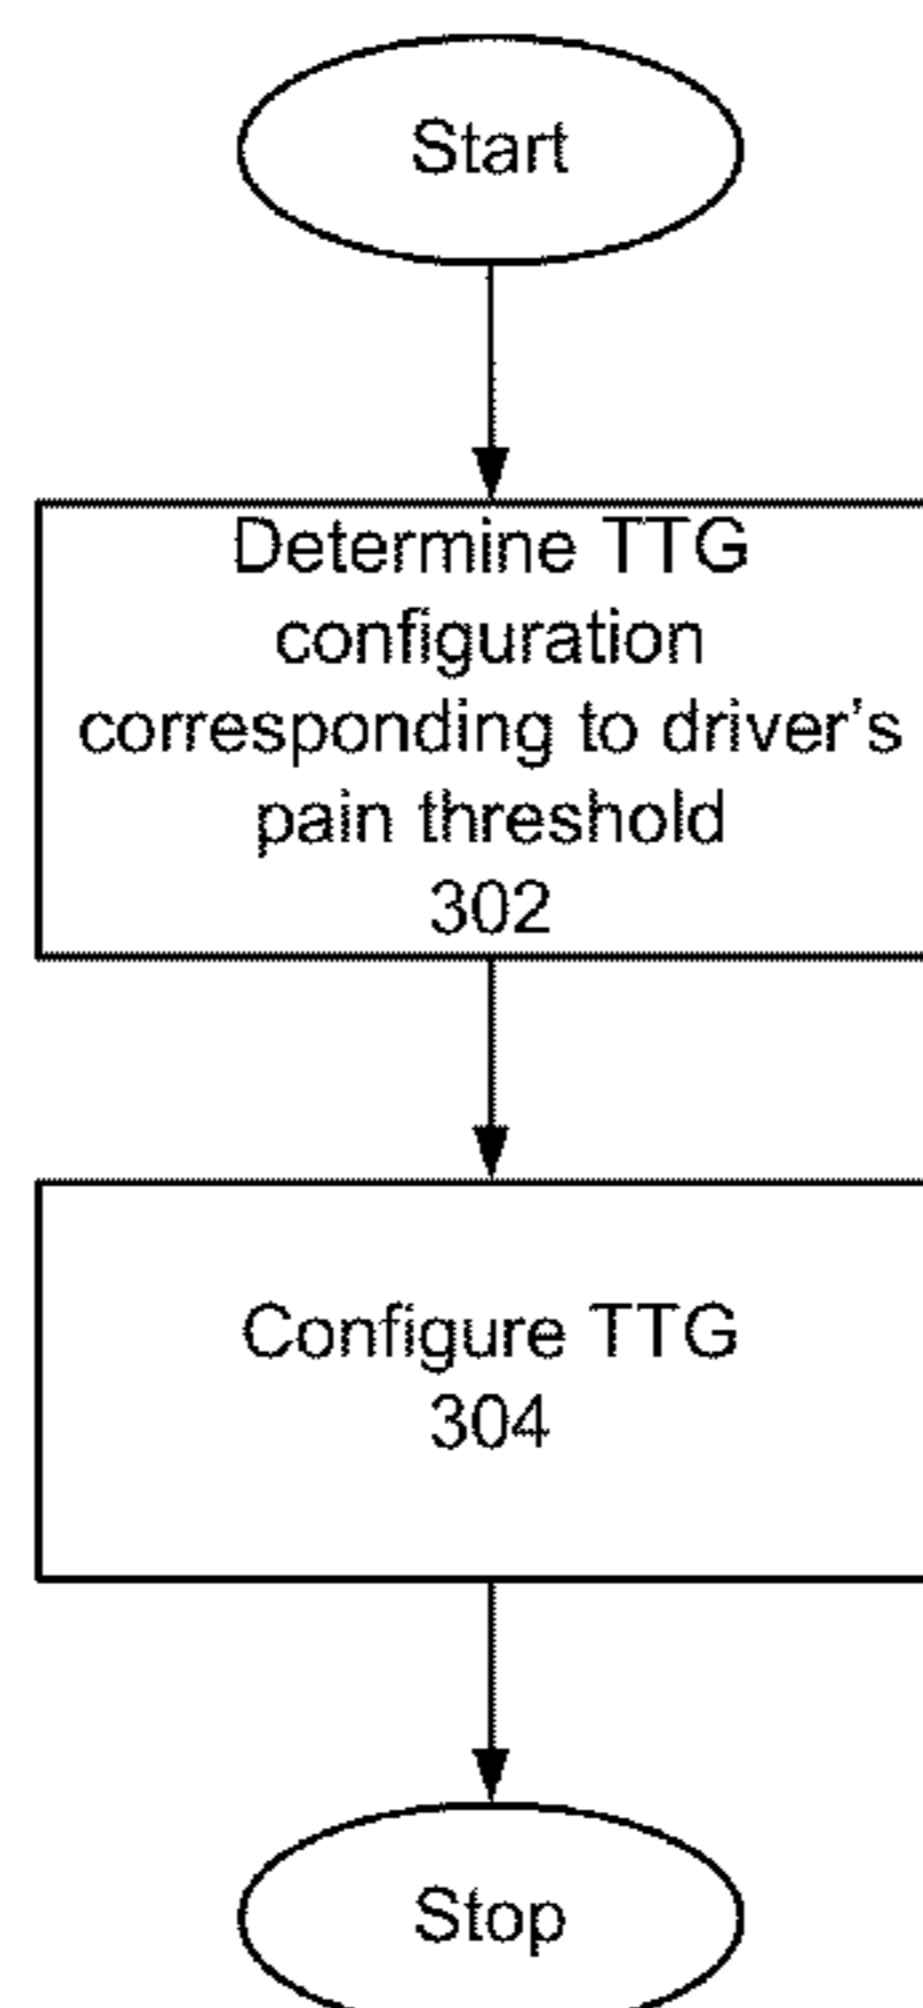 Start
Determine TTG
configuration
corresponding to driver's
pain threshold
302
Configure TTG
304
Stop